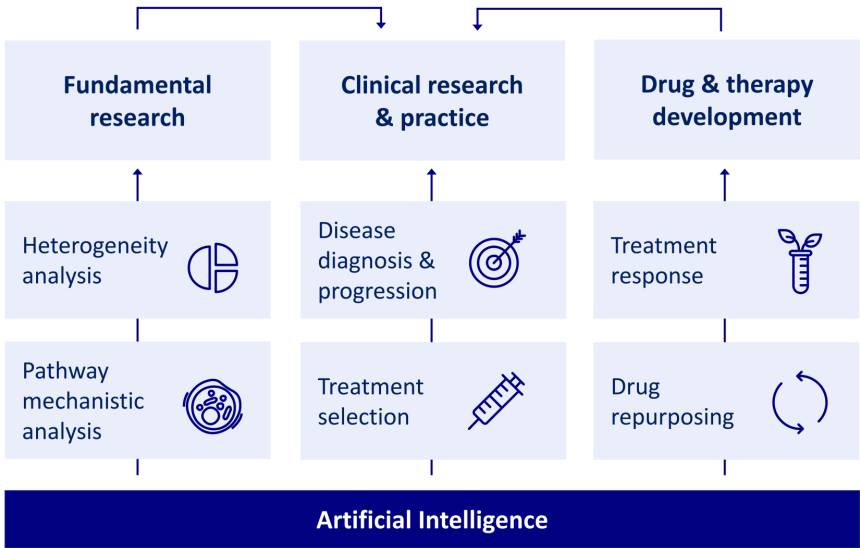 Fundamental
research
Clinical research
& practice
Drug & therapy
development
Heterogeneity
analysis
Disease
diagnosis &
progression
Treatment
response
Pathway
mechanistic
analysis
Treatment
selection
Drug
repurposing
Artificial Intelligence